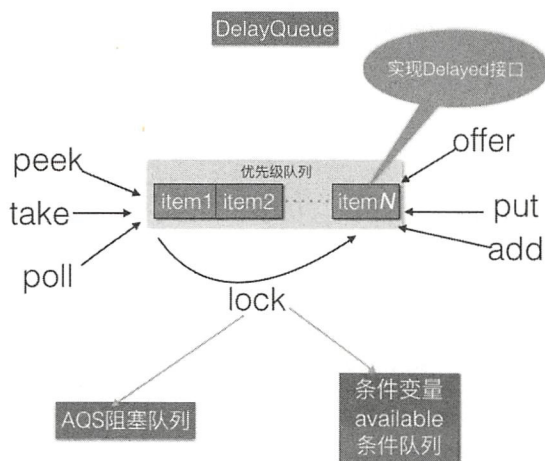 DelayQueue
实现Delayed接口
offer
peek
优先级队列
take
item1 item2 ······ itemN
put
add
poll
lock
AQS阻塞队列
条件变量
available
条件队列